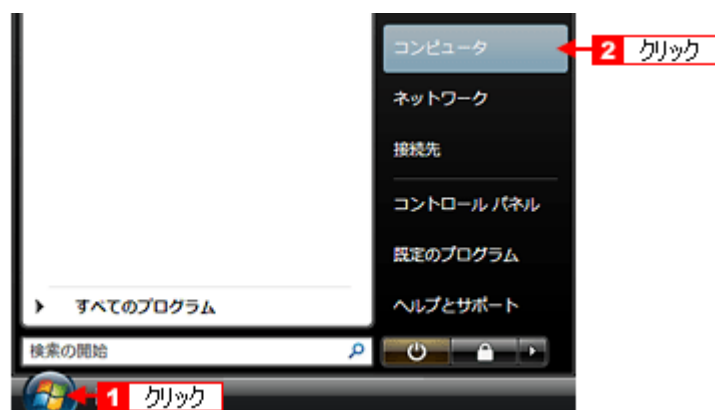 コンピュータ
2 クリック
ネットワーク
接続先
コントロール パネル
既定のプログラム
すべてのプログラム
ヘルプとサポート
検索の開始
1 クリック